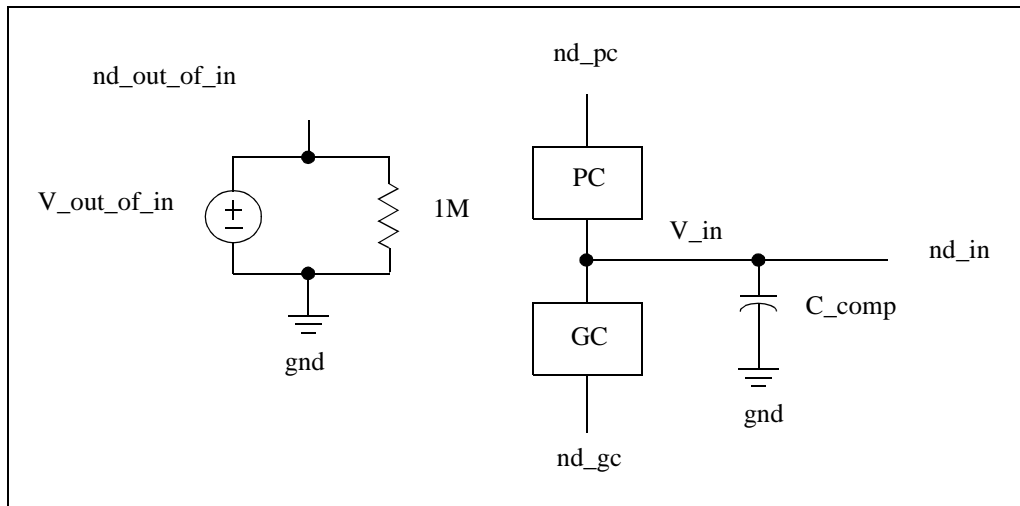 nd_out_of_in
V_out_of_in
1M
gnd
nd_pc
PC
V_in
nd_in
C_comp
GC
gnd
nd_gc